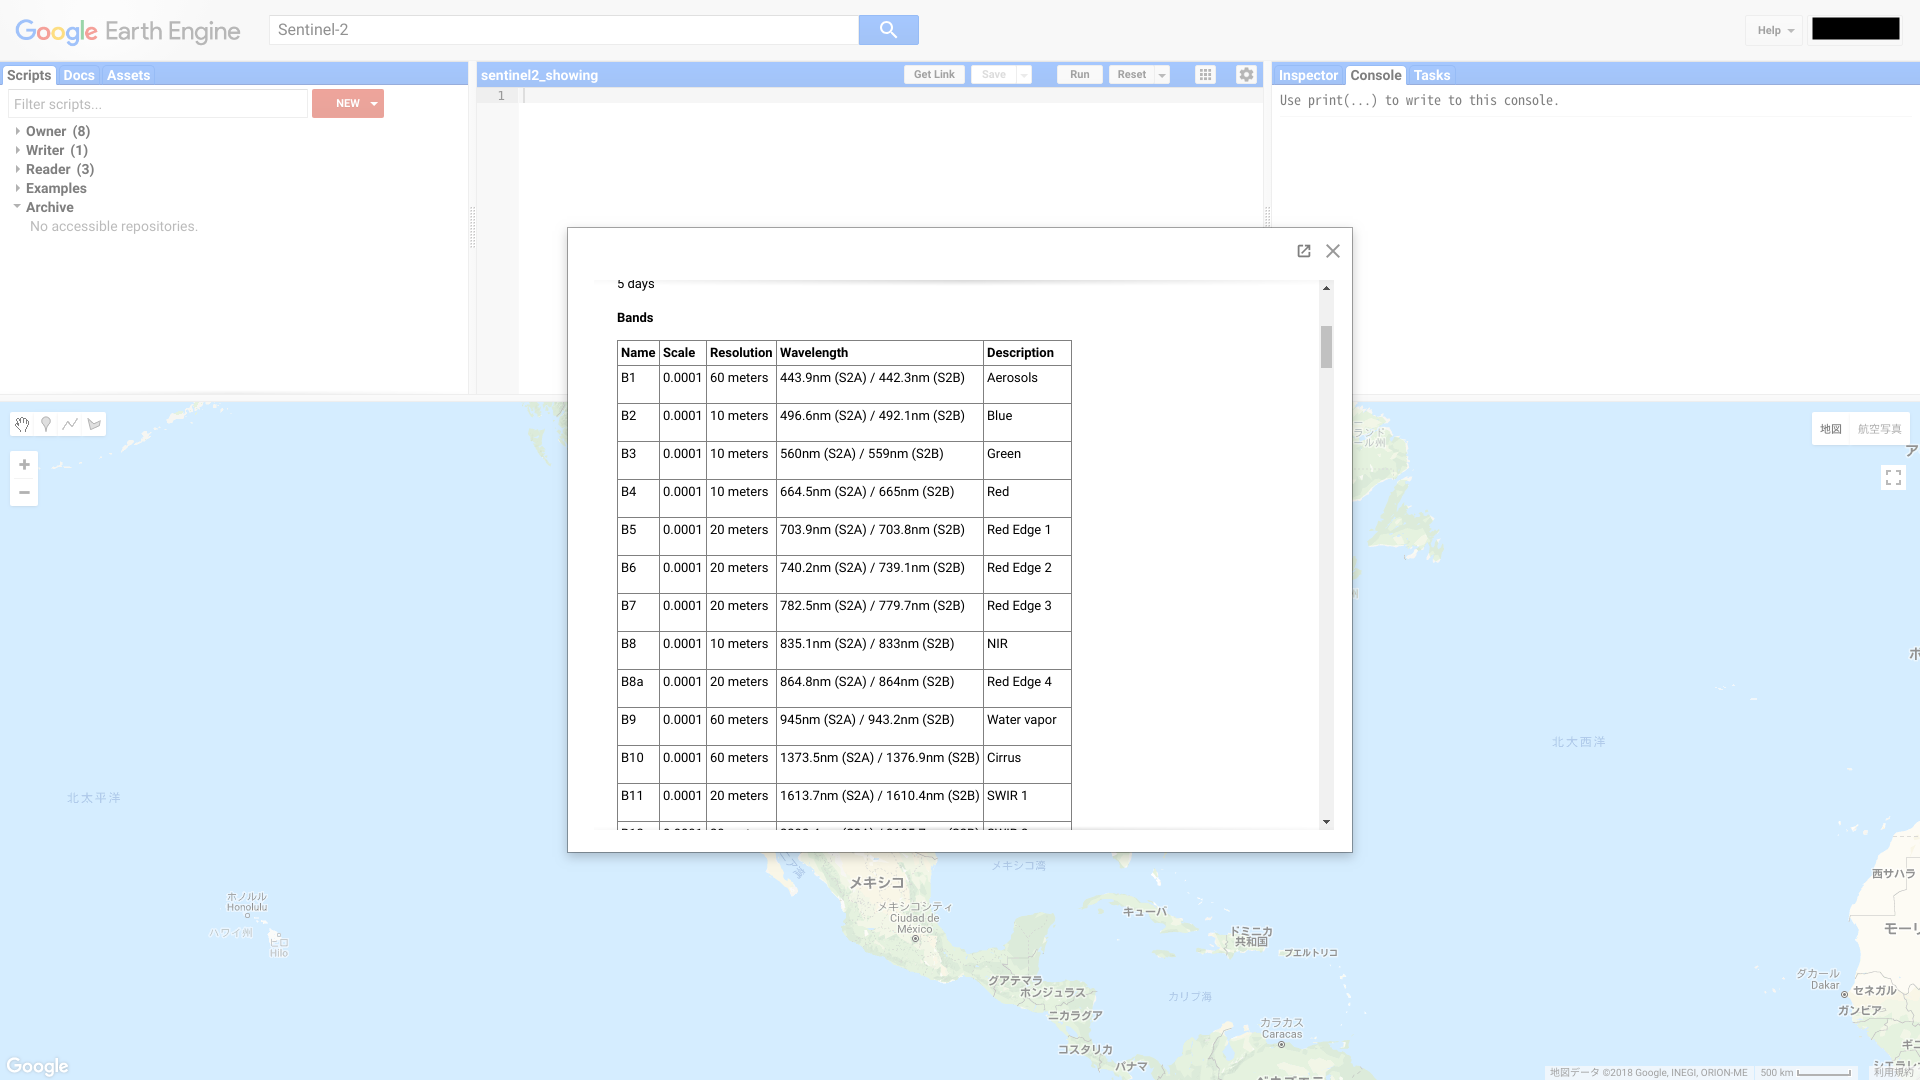 Google Earth Engine
Sentinel-2
Help
Scripts Docs Assets
sentinel2_showing
Get Link Save Run Reset
Inspector Console Tasks
Filter scripts...
NEW
1
Use print(...) to write to this console.
Owner (8)
Writer (1)
Reader (3)
Examples
Archive
No accessible repositories.
5 days
Bands
Name Scale Resolution Wavelength Description
B1 0.0001 60 meters 443.9nm (S2A) / 442.3nm (S2B) Aerosols
B2 0.0001 10 meters 496.6nm (S2A) / 492.1nm (S2B) Blue
B3 0.0001 10 meters 560nm (S2A) / 559nm (S2B) Green
B4 0.0001 10 meters 664.5nm (S2A) / 665nm (S2B) Red
B5 0.0001 20 meters 703.9nm (S2A) / 703.8nm (S2B) Red Edge 1
B6 0.0001 20 meters 740.2nm (S2A) / 739.1nm (S2B) Red Edge 2
B7 0.0001 20 meters 782.5nm (S2A) / 779.7nm (S2B) Red Edge 3
B8 0.0001 10 meters 835.1nm (S2A) / 833nm (S2B) NIR
B8a 0.0001 20 meters 864.8nm (S2A) / 864nm (S2B) Red Edge 4
B9 0.0001 60 meters 945nm (S2A) / 943.2nm (S2B) Water vapor
B10 0.0001 60 meters 1373.5nm (S2A) / 1376.9nm (S2B) Cirrus
B11 0.0001 20 meters 1613.7nm (S2A) / 1610.4nm (S2B) SWIR 1
地図 航空写真
北大西洋
北太平洋
メキシコ湾
メキシコ
西サハラ
ホノルル
Honolulu
ハワイ州
ヒロ
Hilo
メキシコシティ
Ciudad de
México
キューバ
ドミニカ
共和国
プエルトリコ
グアテマラ
ホンジュラス
カリブ海
ニカラグア
ダカール
Dakar
セネガル
ガンビア
カラカス
Caracas
コスタリカ
パナマ
Google
地図データ ©2018 Google, INEGI, ORION-ME
500 km
利用規約